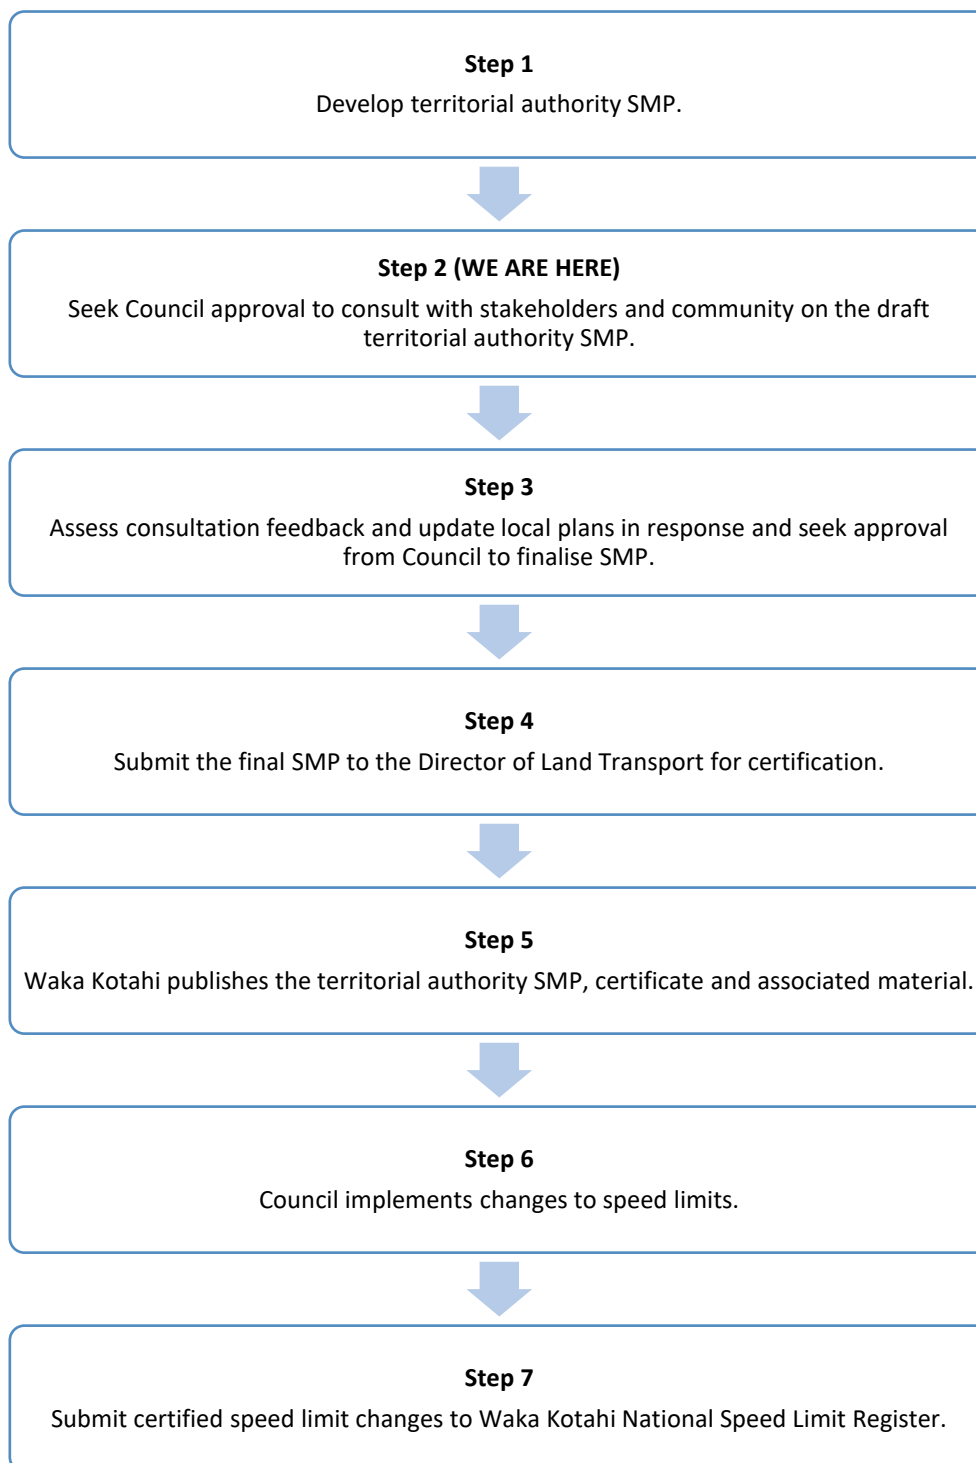 Step 1
Develop territorial authority SMP.
Step 2 (WE ARE HERE)
Seek Council approval to consult with stakeholders and community on the draft
territorial authority SMP.
Step 3
Assess consultation feedback and update local plans in response and seek approval
from Council to finalise SMP.
Step 4
Submit the final SMP to the Director of Land Transport for certification.
Step 5
Waka Kotahi publishes the territorial authority SMP, certificate and associated material.
Step 6
Council implements changes to speed limits.
Step 7
Submit certified speed limit changes to Waka Kotahi National Speed Limit Register.